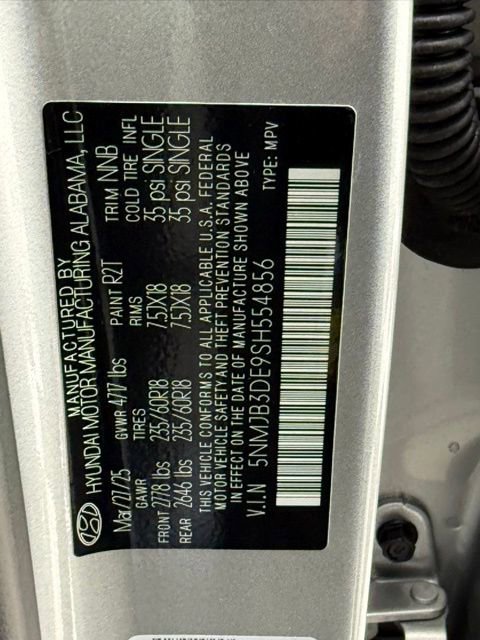 MANUFACTURED BY
HYUNDAI MOTOR MANUFACTURING ALABAMA, LLC
Mar/27/25 GVWR 4717 lbs PAINT R2T TRIM NNB
GAWR TIRES RIMS COLD TIRE INFL
FRONT 2778 lbs 235/60R18 7.5JX18 35 psi SINGLE
REAR 2646 lbs 235/60R18 7.5JX18 35 psi SINGLE
THIS VEHICLE CONFORMS TO ALL APPLICABLE U.S.A. FEDERAL
MOTOR VEHICLE SAFETY AND THEFT PREVENTION STANDARDS
IN EFFECT ON THE DATE OF MANUFACTURE SHOWN ABOVE
V.I.N 5NMJB3DE9SH554856 TYPE: MPV